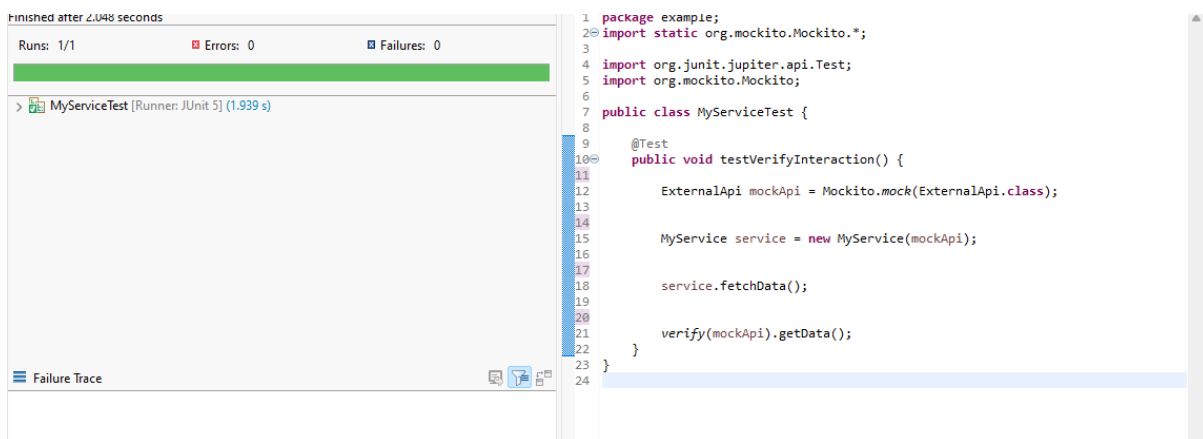 Finished after 2.048 seconds
Runs: 1/1 Errors: 0 Failures: 0
MyServiceTest [Runner: JUnit 5] (1.939 s)
Failure Trace
1 package example;
2 import static org.mockito.Mockito.*;
3
4 import org.junit.jupiter.api.Test;
5 import org.mockito.Mockito;
6
7 public class MyServiceTest {
8
9 @Test
10 public void testVerifyInteraction() {
11
12 ExternalApi mockApi = Mockito.mock(ExternalApi.class);
13
14
15 MyService service = new MyService(mockApi);
16
17
18 service.fetchData();
19
20
21 verify(mockApi).getData();
22 }
23 }
24